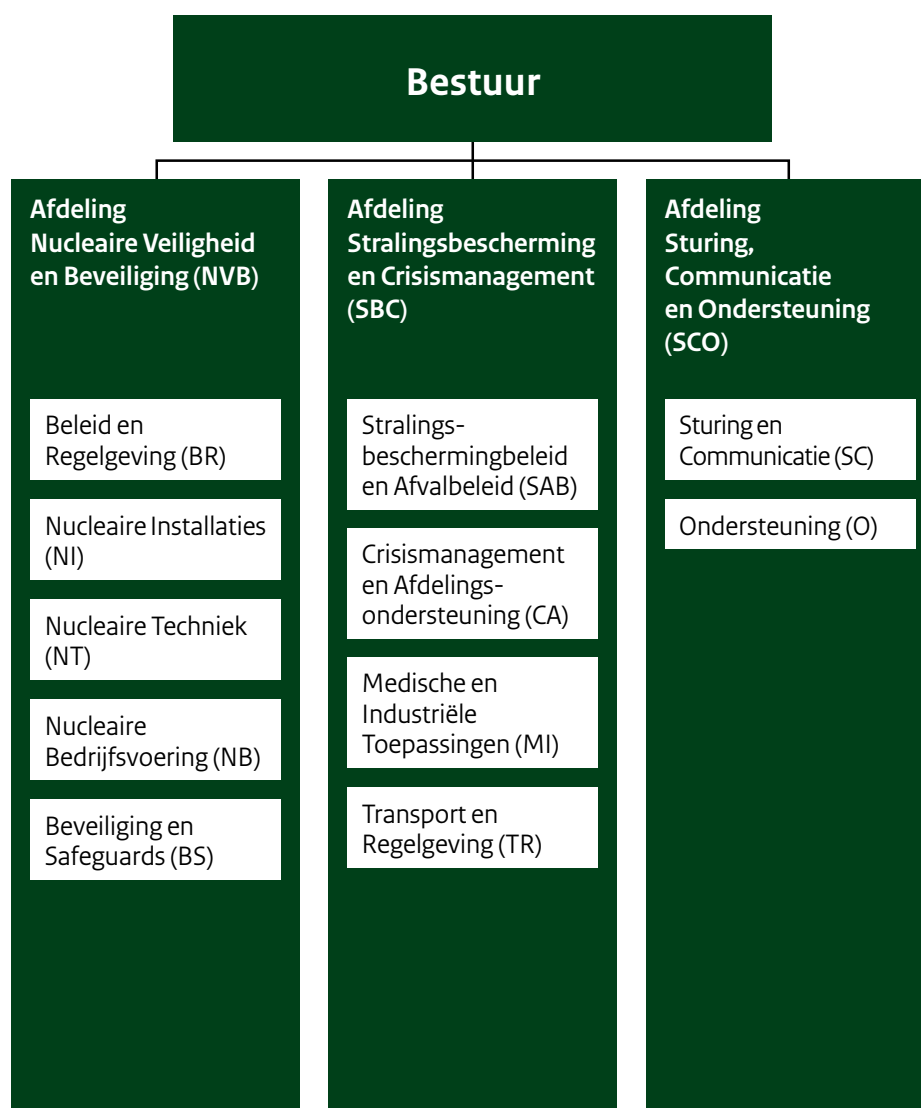 Bestuur
Afdeling
Nucleaire Veiligheid
en Beveiliging (NVB)
Beleid en
Regelgeving (BR)
Nucleaire Installaties
(NI)
Nucleaire Techniek
(NT)
Nucleaire
Bedrijfsvoering (NB)
Beveiliging en
Safeguards (BS)
Afdeling
Stralingsbescherming
en Crisismanagement
(SBC)
Stralings-
beschermingbeleid
en Afvalbeleid (SAB)
Crisismanagement
en Afdelings-
ondersteuning (CA)
Medische en
Industriële
Toepassingen (MI)
Transport en
Regelgeving (TR)
Afdeling
Sturing,
Communicatie
en Ondersteuning
(SCO)
Sturing en
Communicatie (SC)
Ondersteuning (O)